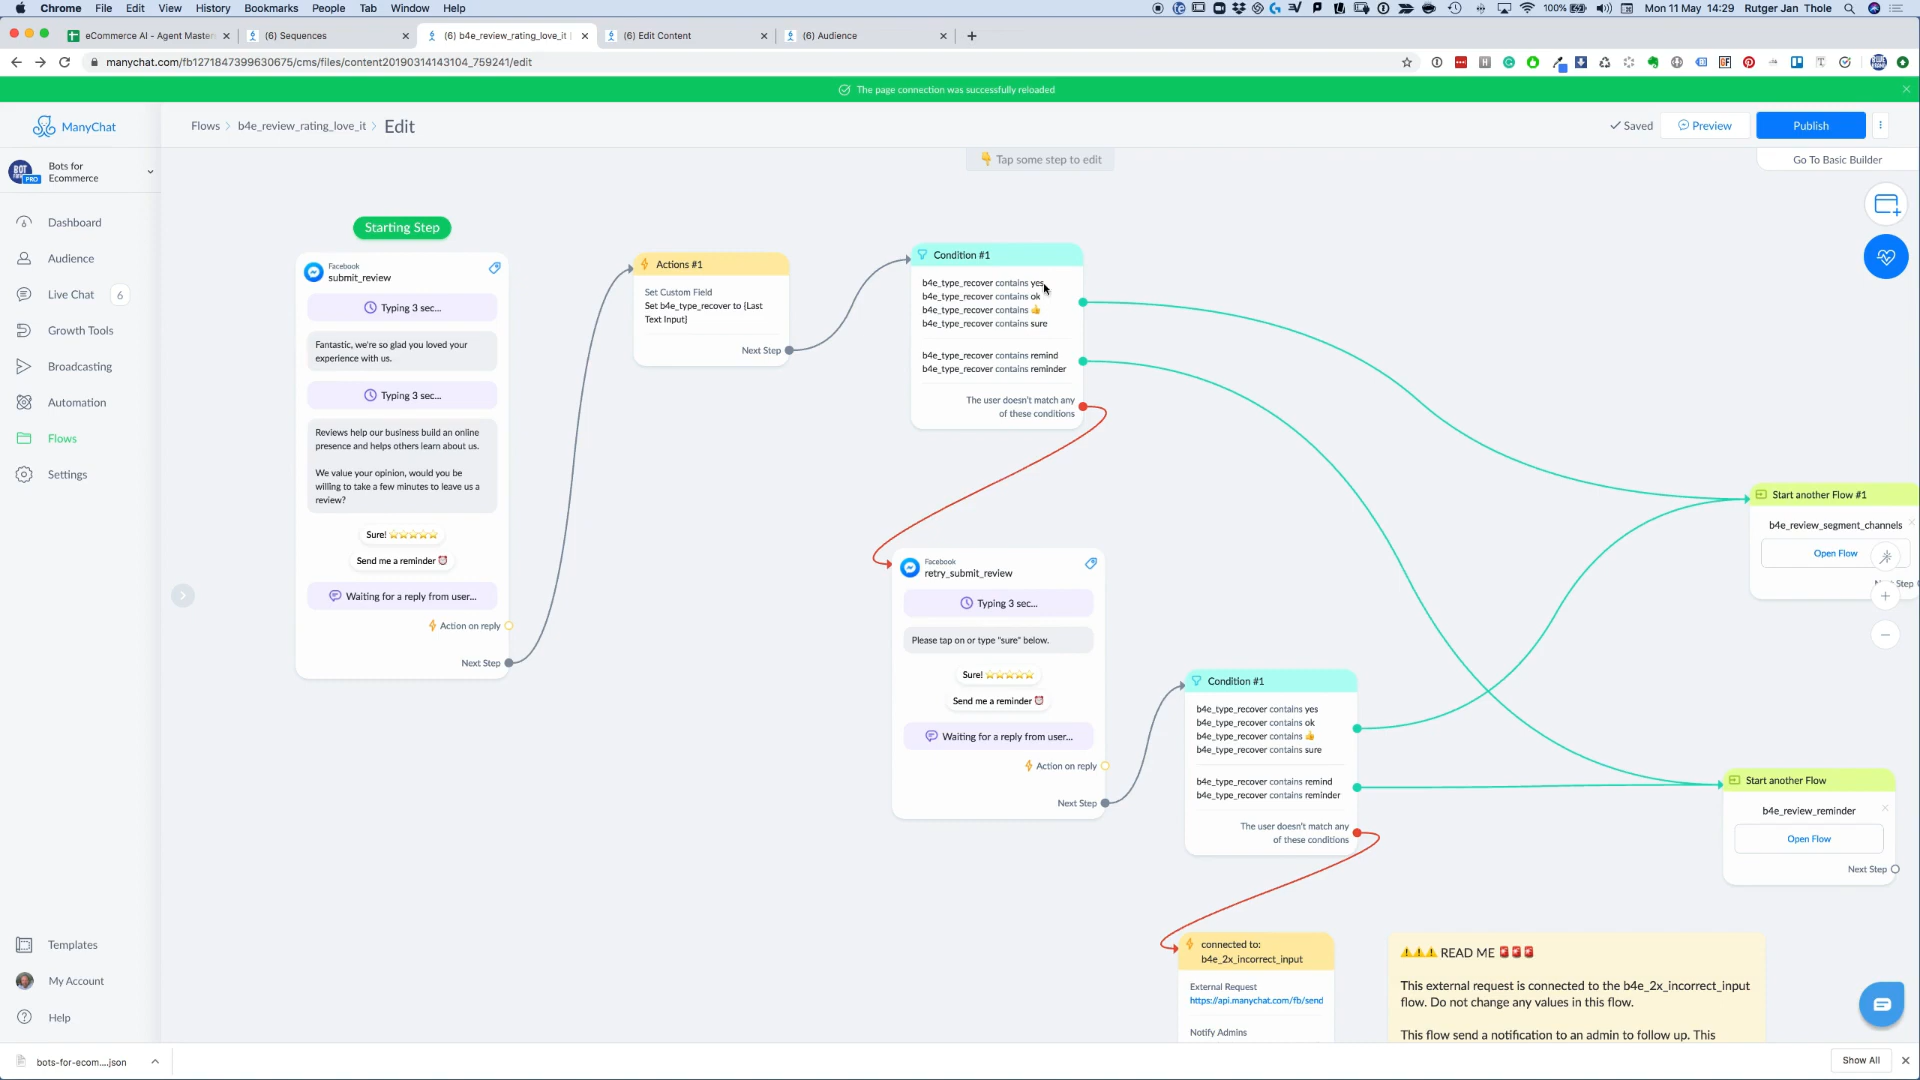 Chrome File Edit View History Bookmarks People Tab Window Help
100% Mon 11 May 14:29 Rutger Jan Thole
eCommerce AI - Agent Master
(6) Sequences
(6) b4e_review_rating_love_it
(6) Edit Content
(6) Audience
manychat.com/fb1271847399630675/cms/files/content20190314143104_759241/edit
The page connection was successfully reloaded
ManyChat
Flows > b4e_review_rating_love_it > Edit
Saved
Preview
Publish
Tap some step to edit
Go To Basic Builder
Bots for
Ecommerce
PRO
Dashboard
Audience
Live Chat 6
Growth Tools
Broadcasting
Automation
Flows
Settings
Templates
My Account
Help
Starting Step
Facebook
submit_review
Typing 3 sec...
Fantastic, we're so glad you loved your
experience with us.
Typing 3 sec...
Reviews help our business build an online
presence and helps others learn about us.
We value your opinion, would you be
willing to take a few minutes to leave us a
review?
Sure! ⭐⭐⭐⭐⭐
Send me a reminder ⏰
Waiting for a reply from user...
Action on reply
Next Step
Actions #1
Set Custom Field
Set b4e_type_recover to {Last
Text Input}
Next Step
Condition #1
b4e_type_recover contains yes
b4e_type_recover contains ok
b4e_type_recover contains 👍
b4e_type_recover contains sure
b4e_type_recover contains remind
b4e_type_recover contains reminder
The user doesn't match any
of these conditions
Facebook
retry_submit_review
Typing 3 sec...
Please tap on or type "sure" below.
Sure! ⭐⭐⭐⭐⭐
Send me a reminder ⏰
Waiting for a reply from user...
Action on reply
Next Step
Condition #1
b4e_type_recover contains yes
b4e_type_recover contains ok
b4e_type_recover contains 👍
b4e_type_recover contains sure
b4e_type_recover contains remind
b4e_type_recover contains reminder
The user doesn't match any
of these conditions
Start another Flow #1
b4e_review_segment_channels
Open Flow
Step
Start another Flow
b4e_review_reminder
Open Flow
Next Step
connected to:
b4e_2x_incorrect_input
External Request
https://api.manychat.com/fb/send
Notify Admins
⚠️⚠️⚠️ READ ME 🚨🚨🚨
This external request is connected to the b4e_2x_incorrect_input
flow. Do not change any values in this flow.
This flow send a notification to an admin to follow up. This
bots-for-ecom....json
Show All